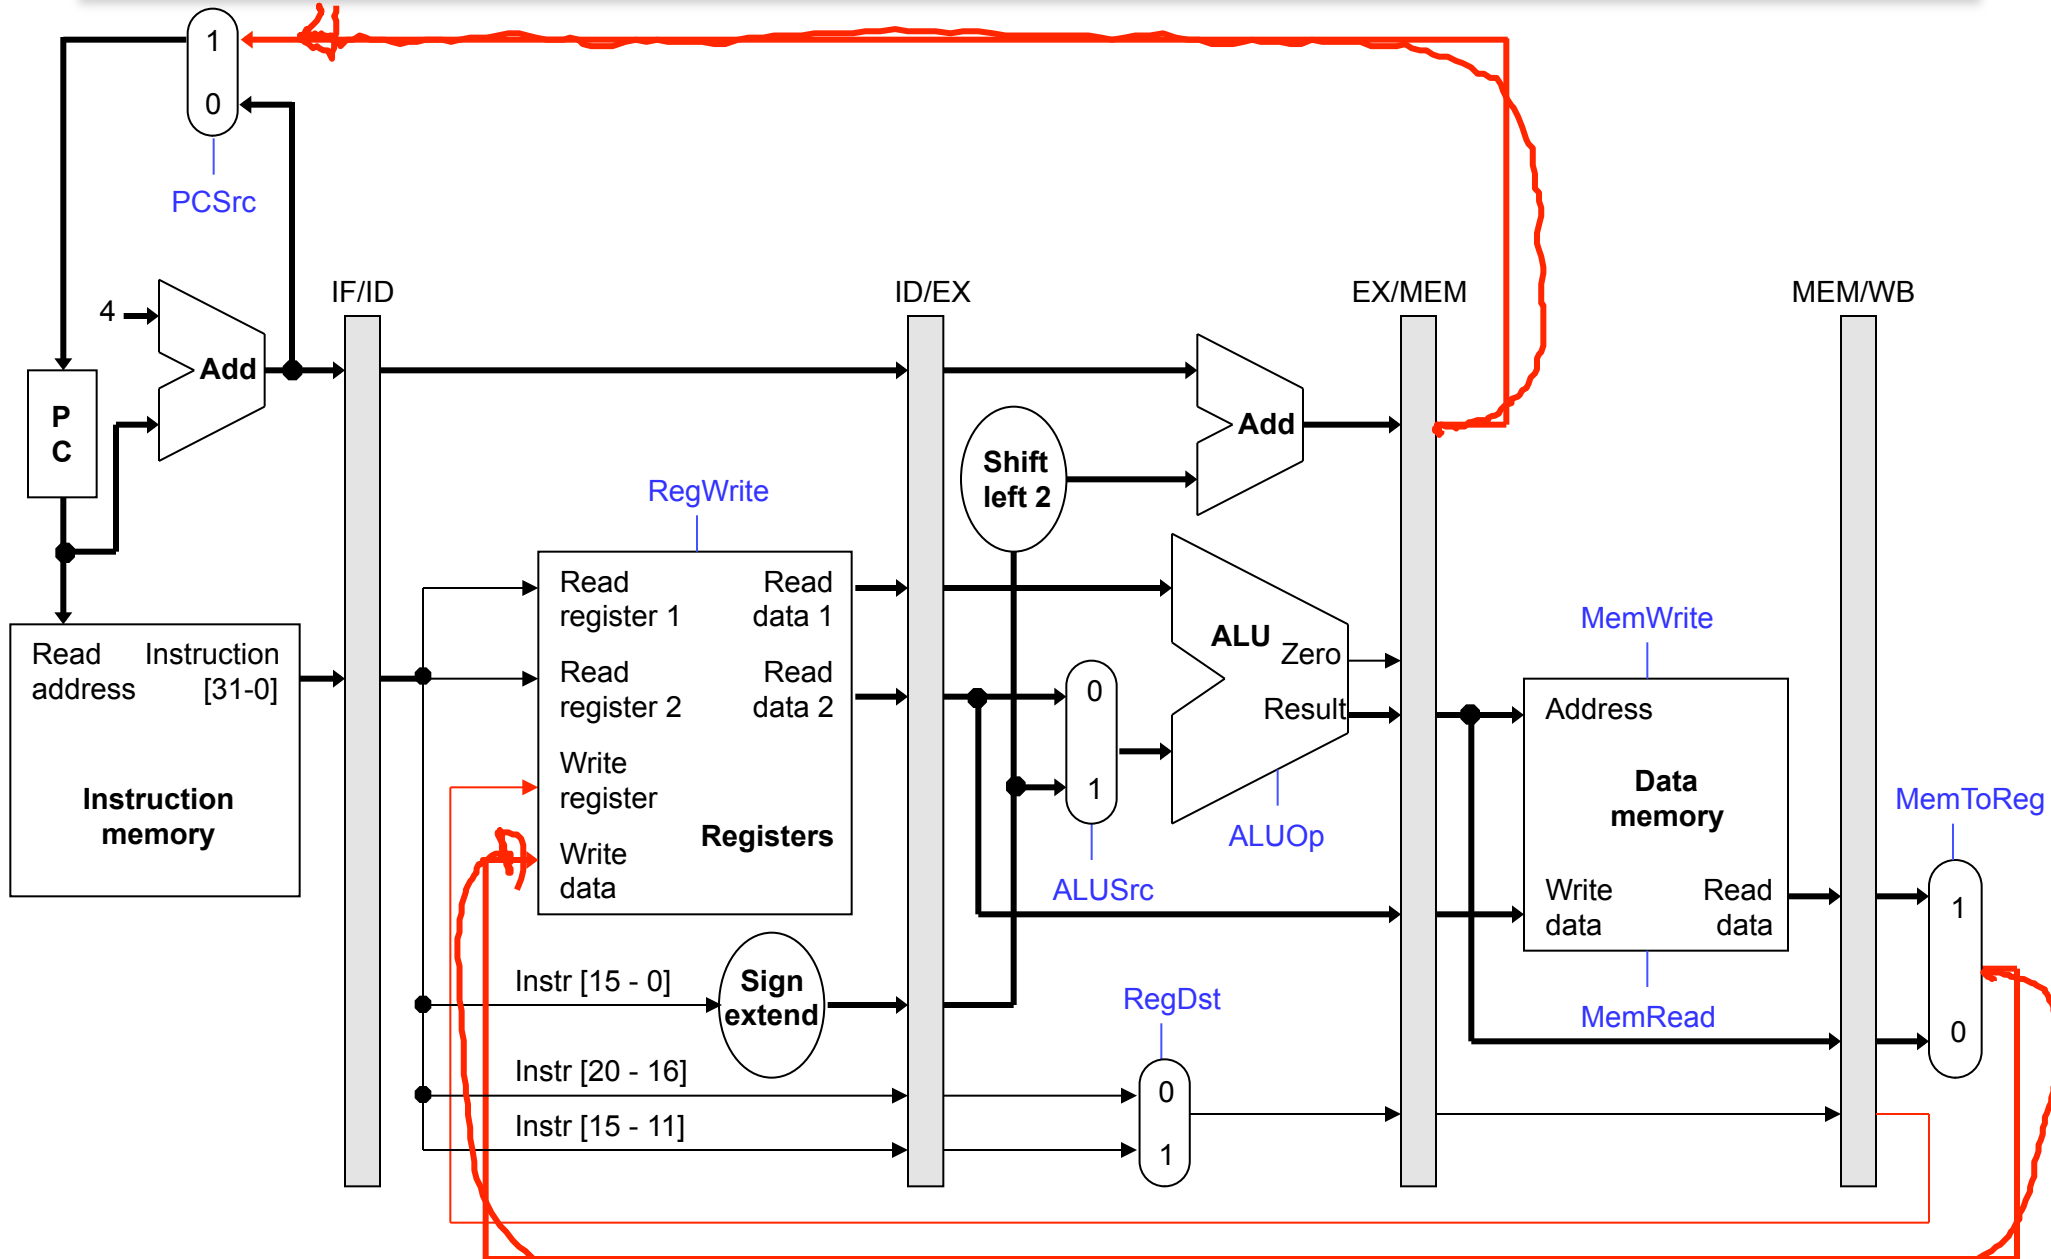 1
0
PCSrc
4
Add
IF/ID
ID/EX
EX/MEM
MEM/WB
P
C
Add
Shift
left 2
RegWrite
Read
address
Instruction
[31-0]
Instruction
memory
Read
register 1
Read
data 1
Read
register 2
Read
data 2
Write
register
Write
data
Registers
0
1
ALUSrc
ALU
Zero
Result
ALUOp
MemWrite
Address
Data
memory
Write
data
Read
data
MemRead
MemToReg
1
0
Instr [15 - 0]
Sign
extend
Instr [20 - 16]
Instr [15 - 11]
RegDst
0
1